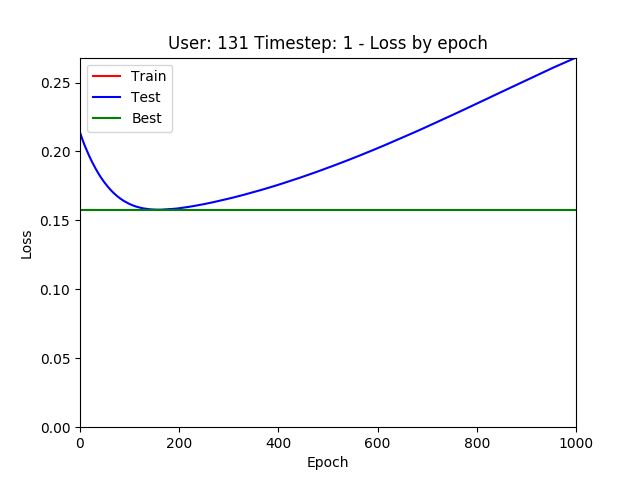 User: 131 Timestep: 1 - Loss by epoch
Train
Test
Best
0.25
0.20
0.15
0.10
0.05
0.00
Loss
0 200 400 600 800 1000
Epoch